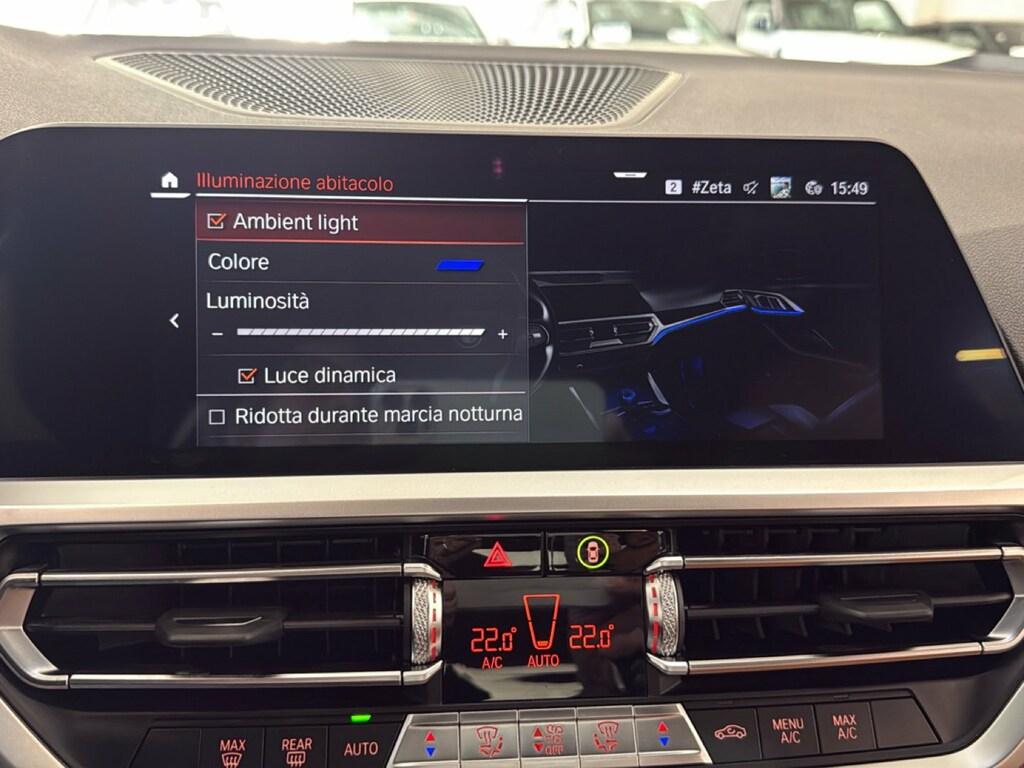 Illuminazione abitacolo
2 #Zeta 15:49
Ambient light
Colore
Luminosità
- +
Luce dinamica
Ridotta durante marcia notturna
22.0° 22.0°
A/C AUTO
MAX
REAR
AUTO
OFF
MENU
A/C
MAX
A/C